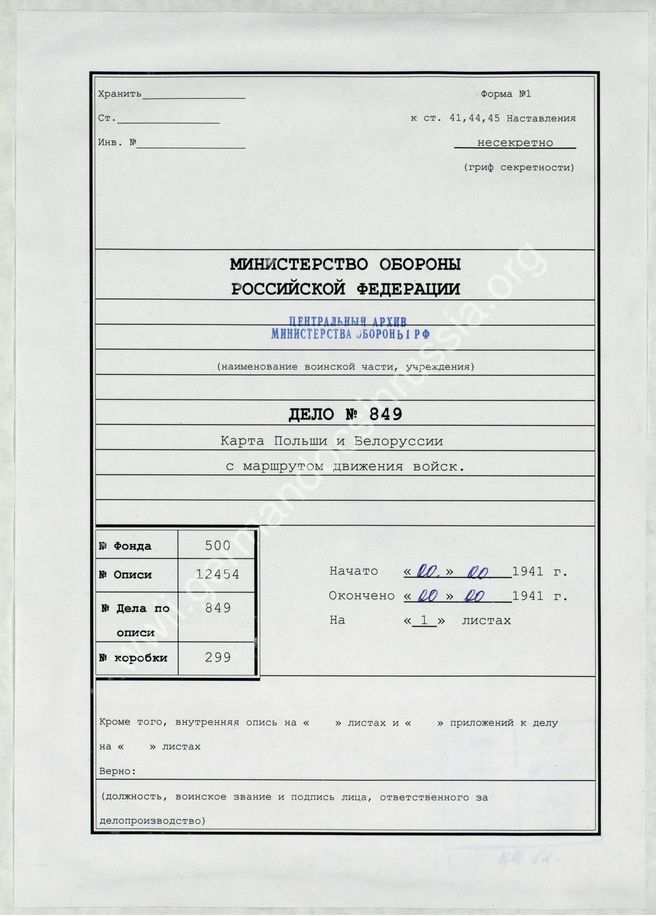 Хранить
Форма №1
Ст.
к ст. 41,44,45 Наставления
Инв. №
несекретно
(гриф секретности)
МИНИСТЕРСТВО ОБОРОНЫ
РОССИЙСКОЙ ФЕДЕРАЦИИ
ЦЕНТРАЛЬНЫЙ АРХИВ
МИНИСТЕРСТВА ОБОРОНЫ РФ
(наименование воинской части, учреждения)
ДЕЛО № 849
Карта Польши и Белоруссии
с маршрутом движения войск.
№ Фонда 500
№ Описи 12454
№ Дела по описи 849
№ коробки 299
Начато « 00. » 00 1941 г.
Окончено « 00 » 00 1941 г.
На « 1 » листах
Кроме того, внутренняя опись на « » листах и « » приложений к делу
на « » листах
Верно:
(должность, воинское звание и подпись лица, ответственного за
делопроизводство)
www.germandocsinrussia.org